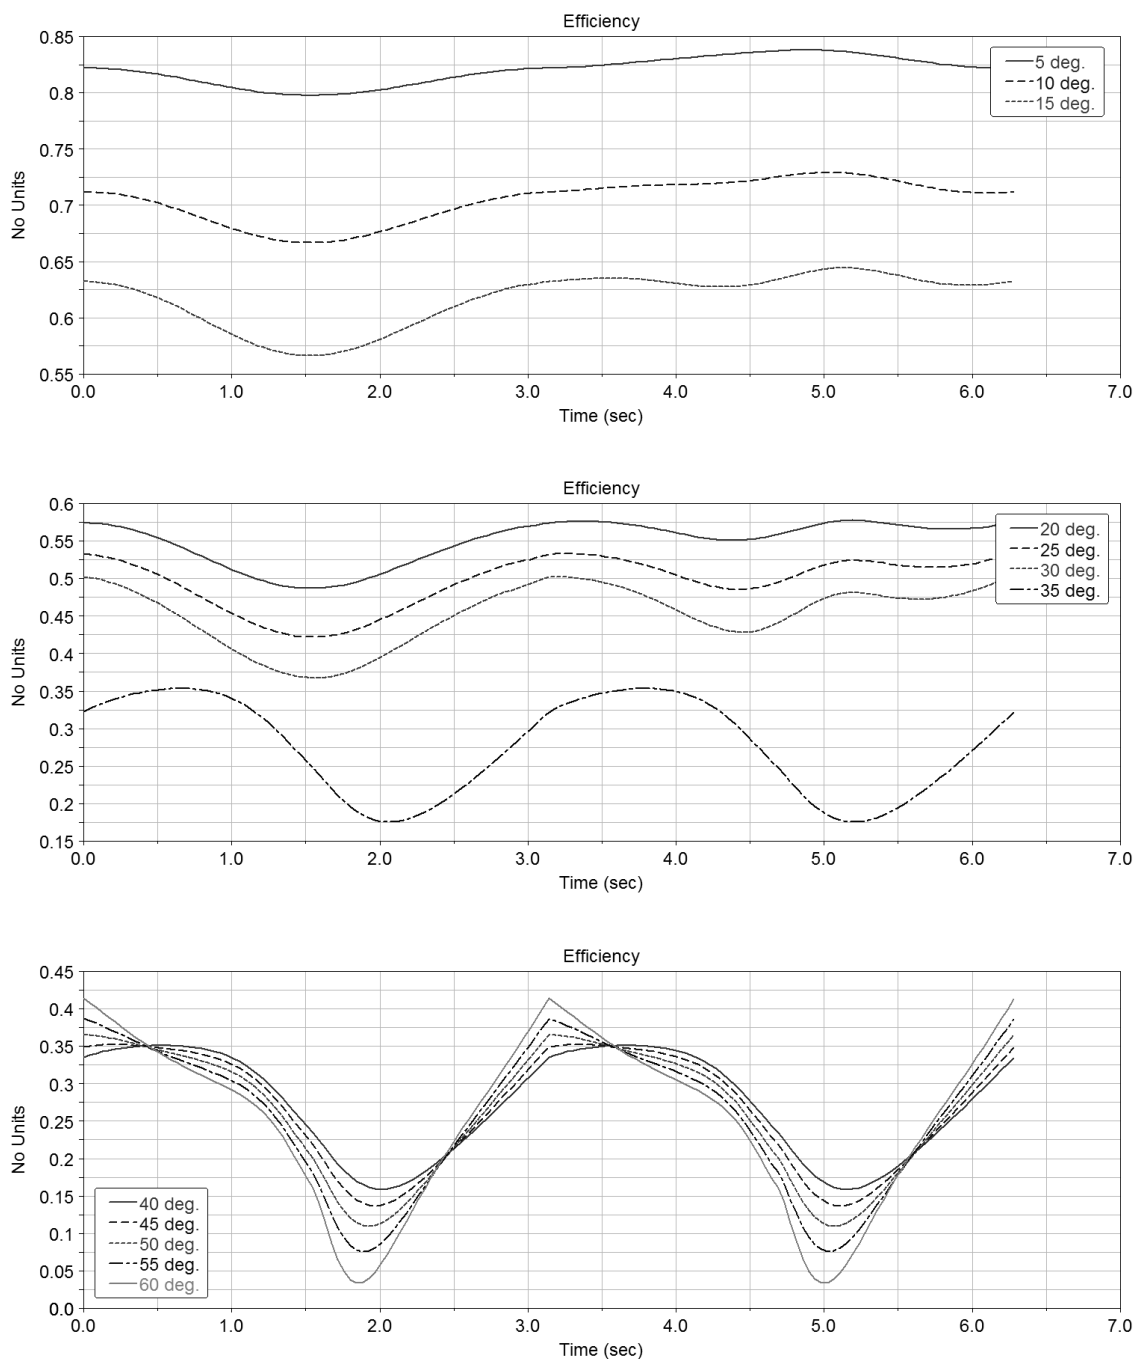 Efficiency
0.85
5 deg.
10 deg.
15 deg.
0.8
0.75
No Units
0.7
0.65
0.6
0.55
0.0 1.0 2.0 3.0 4.0 5.0 6.0 7.0
Time (sec)
Efficiency
0.6
20 deg.
25 deg.
30 deg.
35 deg.
0.55
0.5
0.45
No Units
0.4
0.35
0.3
0.25
0.2
0.15
0.0 1.0 2.0 3.0 4.0 5.0 6.0 7.0
Time (sec)
Efficiency
0.45
0.4
0.35
0.3
0.25
No Units
0.2
0.15
0.1
0.05
0.0
40 deg.
45 deg.
50 deg.
55 deg.
60 deg.
0.0 1.0 2.0 3.0 4.0 5.0 6.0 7.0
Time (sec)